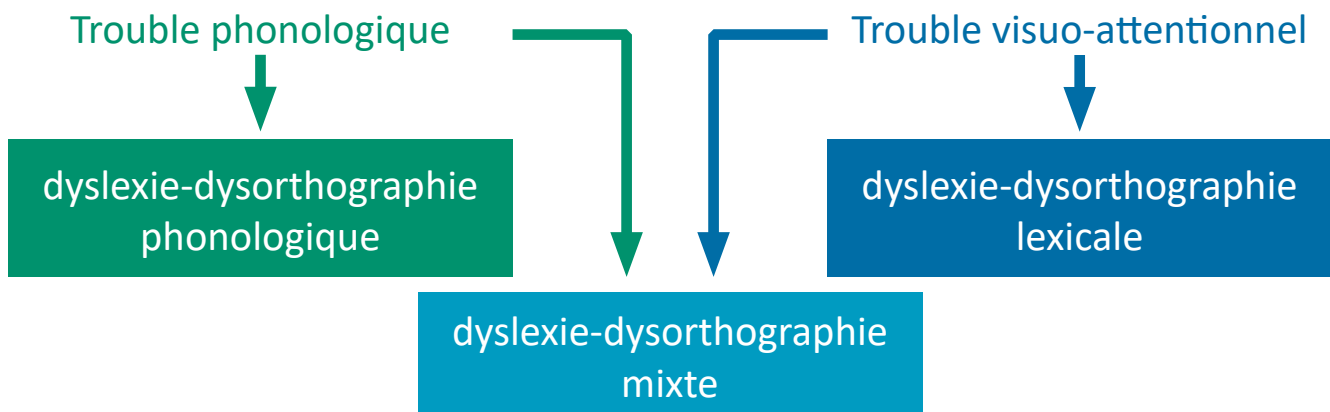 Trouble phonologique
Trouble visuo-attentionnel
dyslexie-dysorthographie
phonologique
dyslexie-dysorthographie
lexicale
dyslexie-dysorthographie
mixte